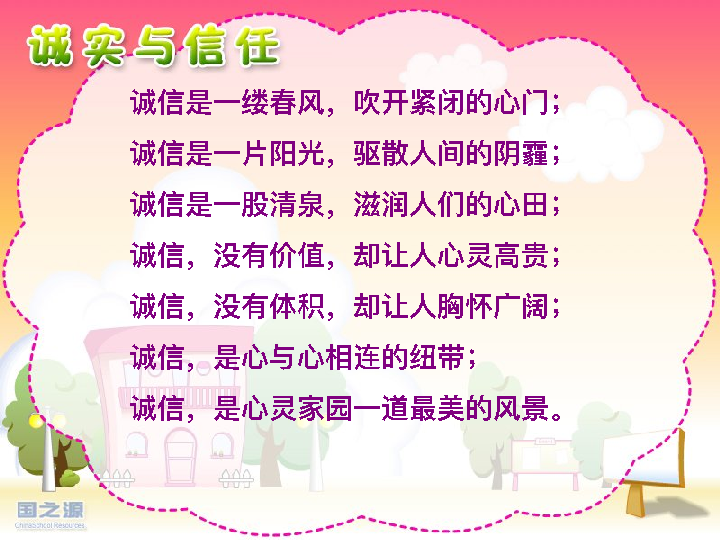 诚实与信任
诚信是一缕春风，吹开紧闭的心门；
诚信是一片阳光，驱散人间的阴霾；
诚信是一股清泉，滋润人们的心田；
诚信，没有价值，却让人心灵高贵；
诚信，没有体积，却让人胸怀广阔；
诚信，是心与心相连的纽带；
诚信，是心灵家园一道最美的风景。
国之源
ChinaSchool Resources